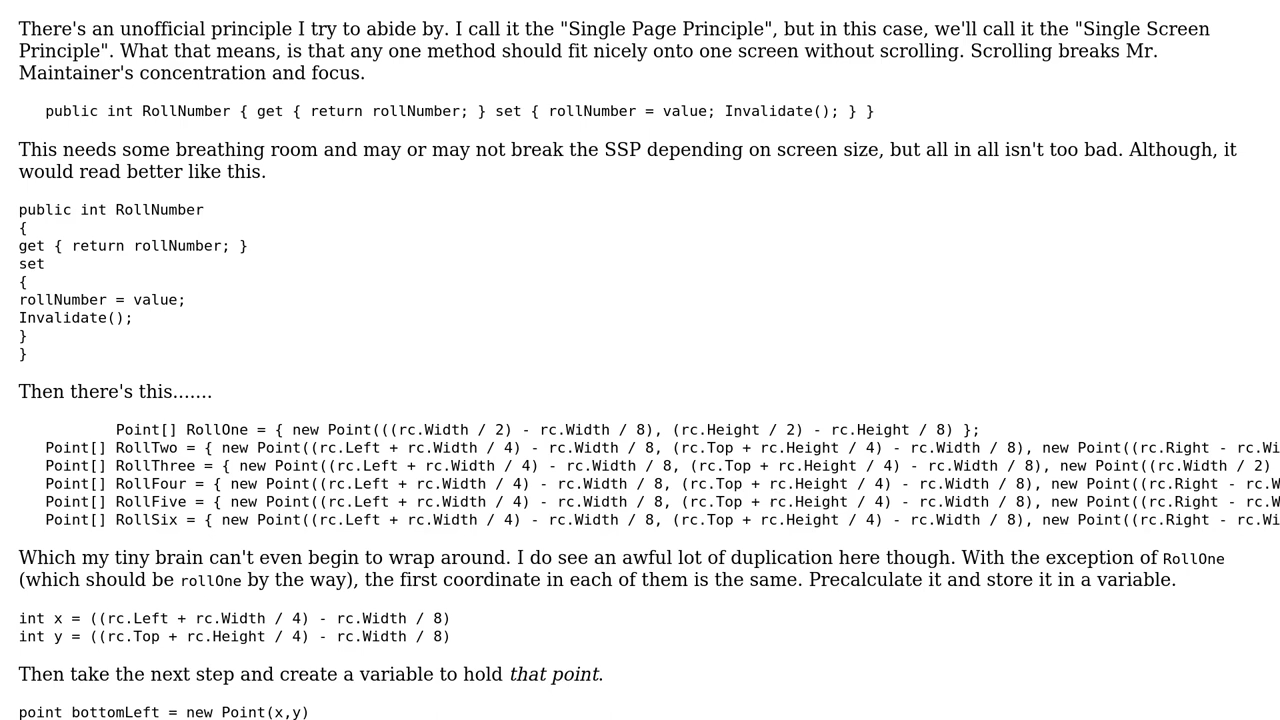 There's an unofficial principle I try to abide by. I call it the "Single Page Principle", but in this case, we'll call it the "Single Screen
Principle". What that means, is that any one method should fit nicely onto one screen without scrolling. Scrolling breaks Mr.
Maintainer's concentration and focus.
public int RollNumber { get { return rollNumber; } set { rollNumber = value; Invalidate(); } }
This needs some breathing room and may or may not break the SSP depending on screen size, but all in all isn't too bad. Although, it
would read better like this.
public int RollNumber
{
get { return rollNumber; }
set
{
rollNumber = value;
Invalidate();
}
}
Then there's this.......
Point[] RollOne = { new Point(((rc.Width / 2) - rc.Width / 8), (rc.Height / 2) - rc.Height / 8) };
Point[] RollTwo = { new Point((rc.Left + rc.Width / 4) - rc.Width / 8, (rc.Top + rc.Height / 4) - rc.Width / 8), new Point((rc.Right - rc.Wi
Point[] RollThree = { new Point((rc.Left + rc.Width / 4) - rc.Width / 8, (rc.Top + rc.Height / 4) - rc.Width / 8), new Point((rc.Width / 2)
Point[] RollFour = { new Point((rc.Left + rc.Width / 4) - rc.Width / 8, (rc.Top + rc.Height / 4) - rc.Width / 8), new Point((rc.Right - rc.W
Point[] RollFive = { new Point((rc.Left + rc.Width / 4) - rc.Width / 8, (rc.Top + rc.Height / 4) - rc.Width / 8), new Point((rc.Right - rc.W
Point[] RollSix = { new Point((rc.Left + rc.Width / 4) - rc.Width / 8, (rc.Top + rc.Height / 4) - rc.Width / 8), new Point((rc.Right - rc.Wi
Which my tiny brain can't even begin to wrap around. I do see an awful lot of duplication here though. With the exception of RollOne
(which should be rollOne by the way), the first coordinate in each of them is the same. Precalculate it and store it in a variable.
int x = ((rc.Left + rc.Width / 4) - rc.Width / 8)
int y = ((rc.Top + rc.Height / 4) - rc.Width / 8)
Then take the next step and create a variable to hold that point.
point bottomLeft = new Point(x,y)